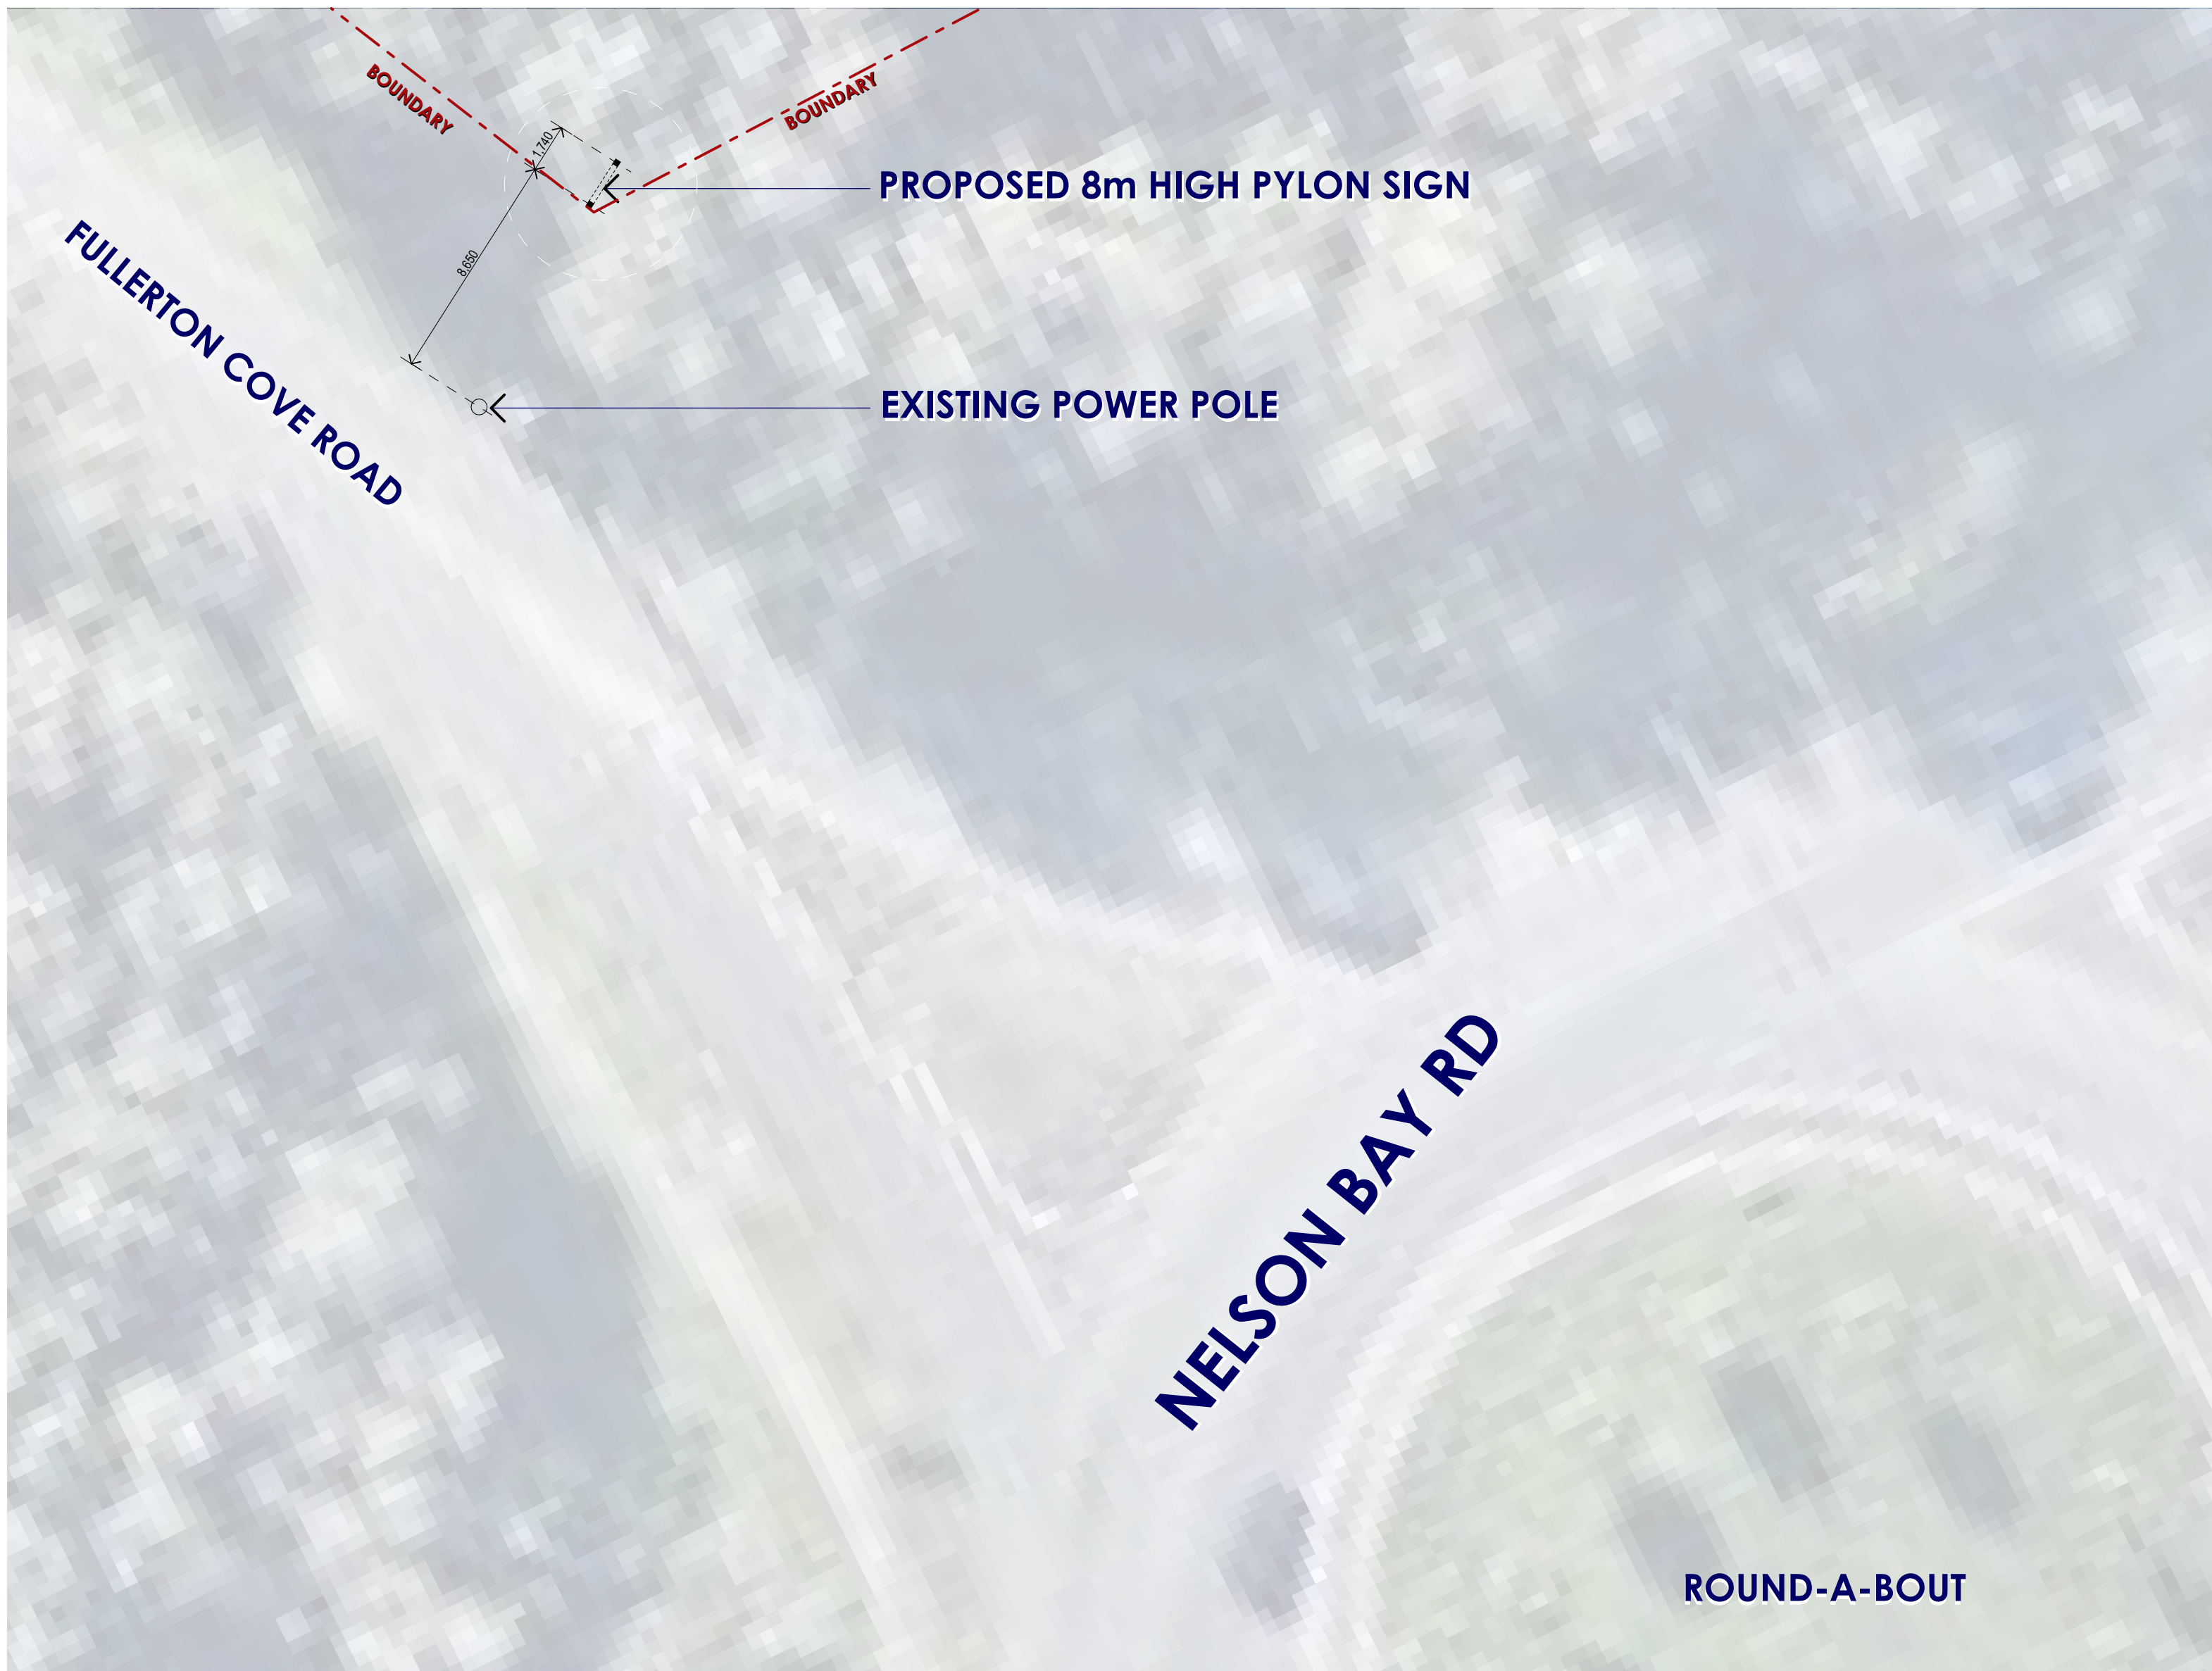 BOUNDARY
BOUNDARY
1,740
PROPOSED 8m HIGH PYLON SIGN
8,650
FULLERTON COVE ROAD
EXISTING POWER POLE
NELSON BAY RD
ROUND-A-BOUT